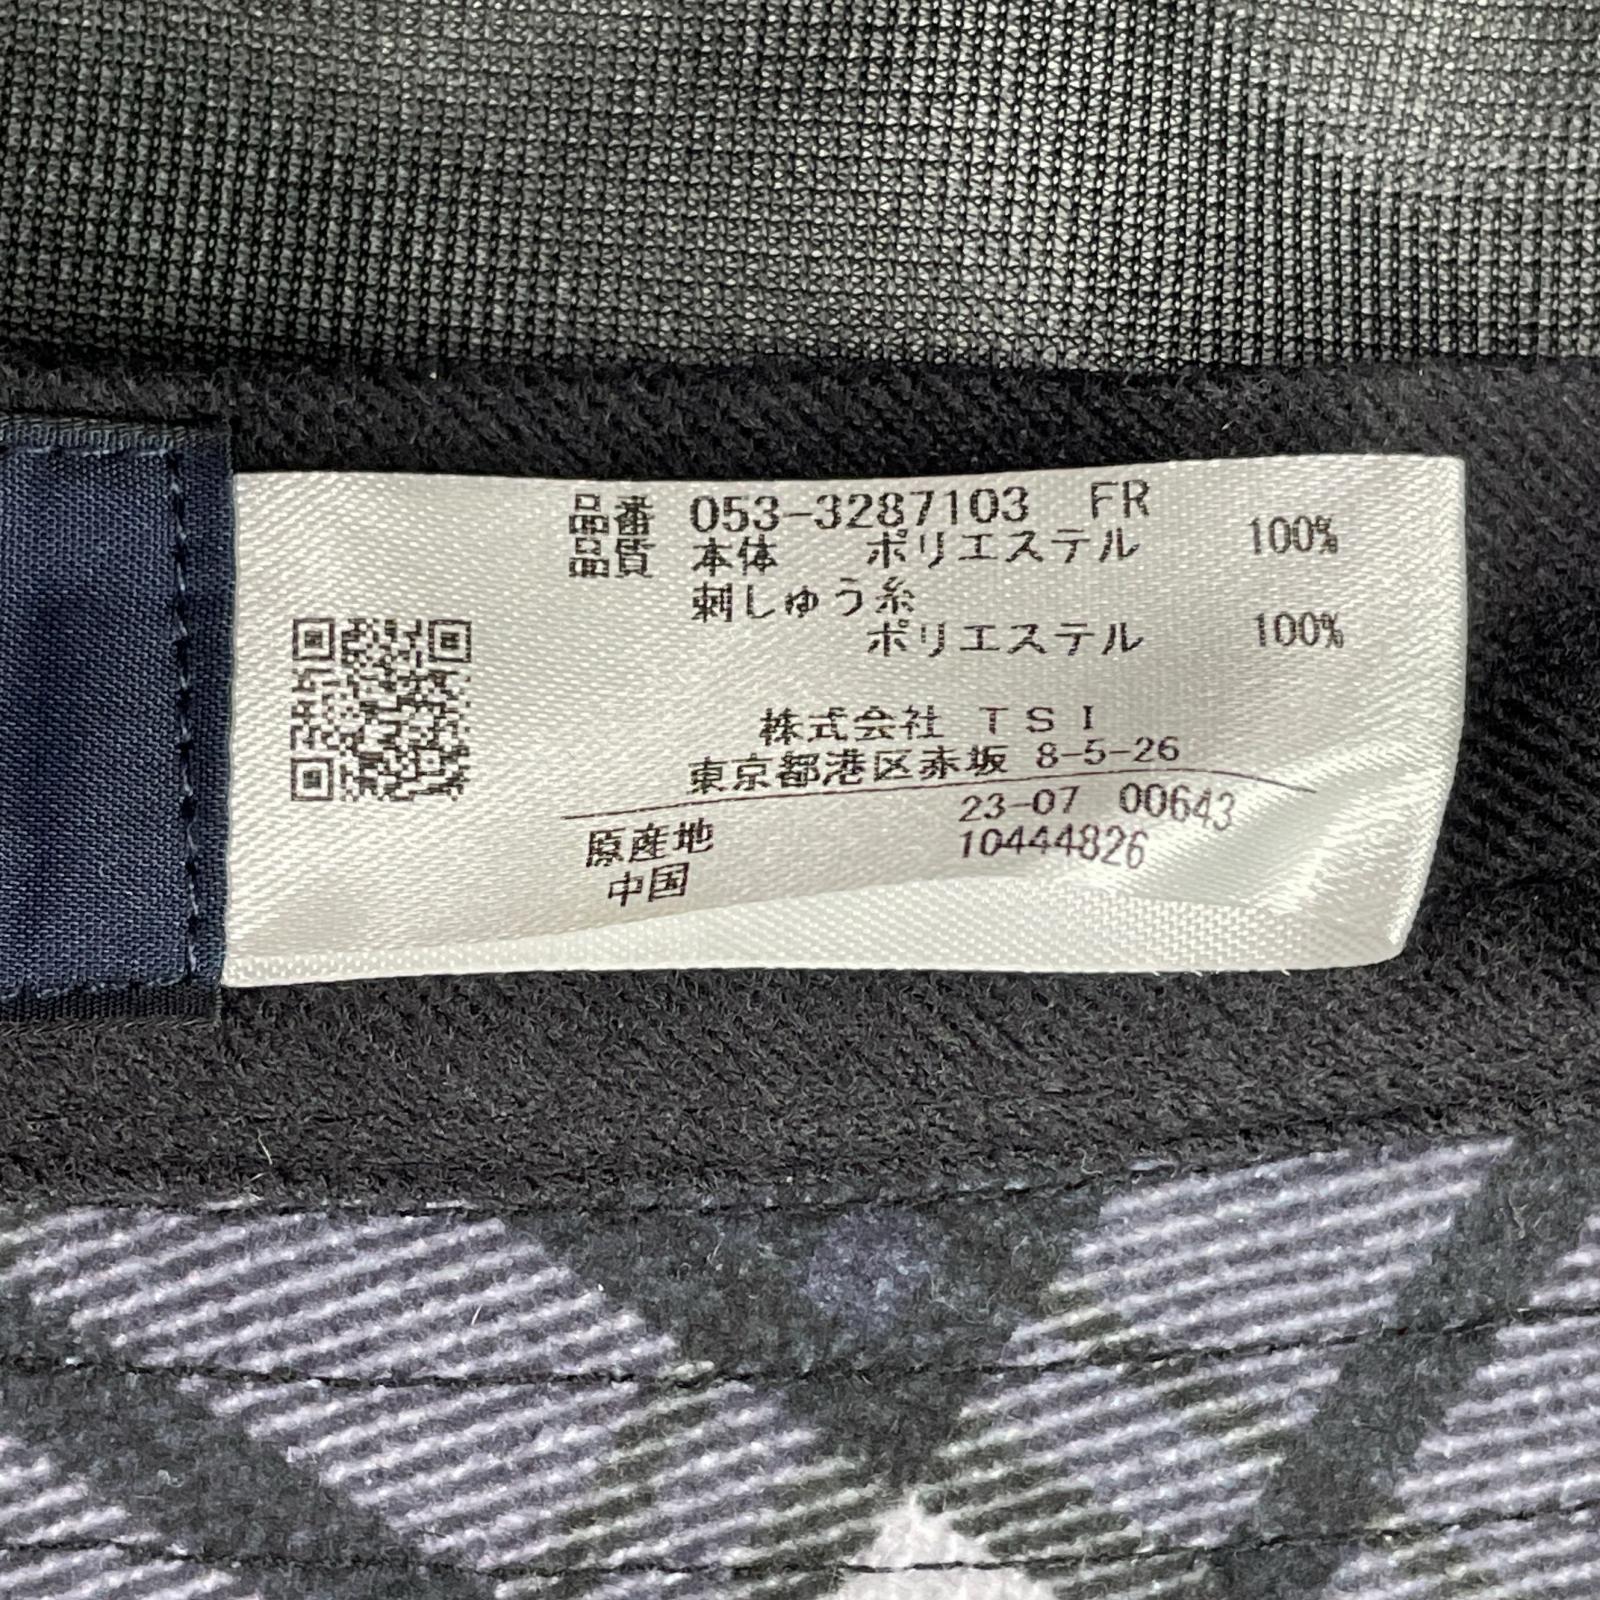 品番 053-3287103 FR
品質 本体 ポリエステル 100%
刺しゅう糸
ポリエステル 100%
株式会社 TSI
東京都港区赤坂 8-5-26
23-07 00643
原産地 10444826
中国